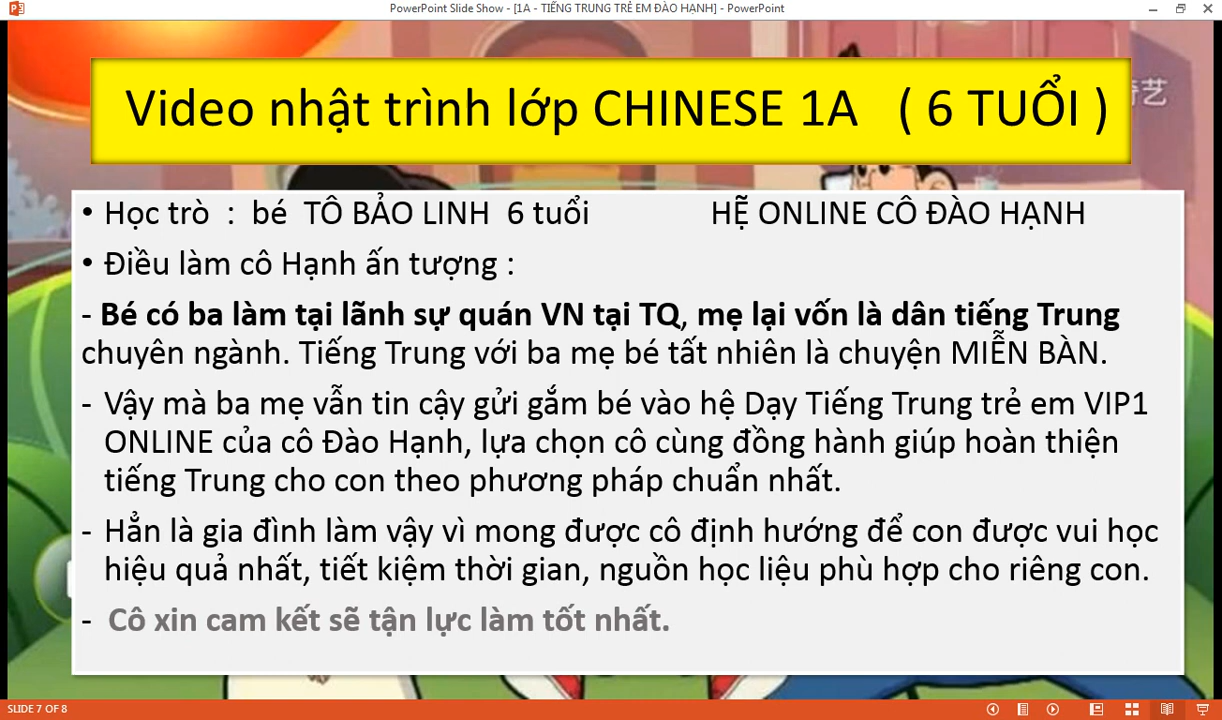 PowerPoint Slide Show - [1A - TIẾNG TRUNG TRẺ EM ĐÀO HẠNH] - PowerPoint
Video nhật trình lớp CHINESE 1A ( 6 TUỔI )
艺
• Học trò : bé TÔ BẢO LINH 6 tuổi HỆ ONLINE CÔ ĐÀO HẠNH
• Điều làm cô Hạnh ấn tượng :
- Bé có ba làm tại lãnh sự quán VN tại TQ, mẹ lại vốn là dân tiếng Trung
chuyên ngành. Tiếng Trung với ba mẹ bé tất nhiên là chuyện MIỄN BÀN.
- Vậy mà ba mẹ vẫn tin cậy gửi gắm bé vào hệ Dạy Tiếng Trung trẻ em VIP1
ONLINE của cô Đào Hạnh, lựa chọn cô cùng đồng hành giúp hoàn thiện
tiếng Trung cho con theo phương pháp chuẩn nhất.
- Hẳn là gia đình làm vậy vì mong được cô định hướng để con được vui học
hiệu quả nhất, tiết kiệm thời gian, nguồn học liệu phù hợp cho riêng con.
- Cô xin cam kết sẽ tận lực làm tốt nhất.
SLIDE 7 OF 8